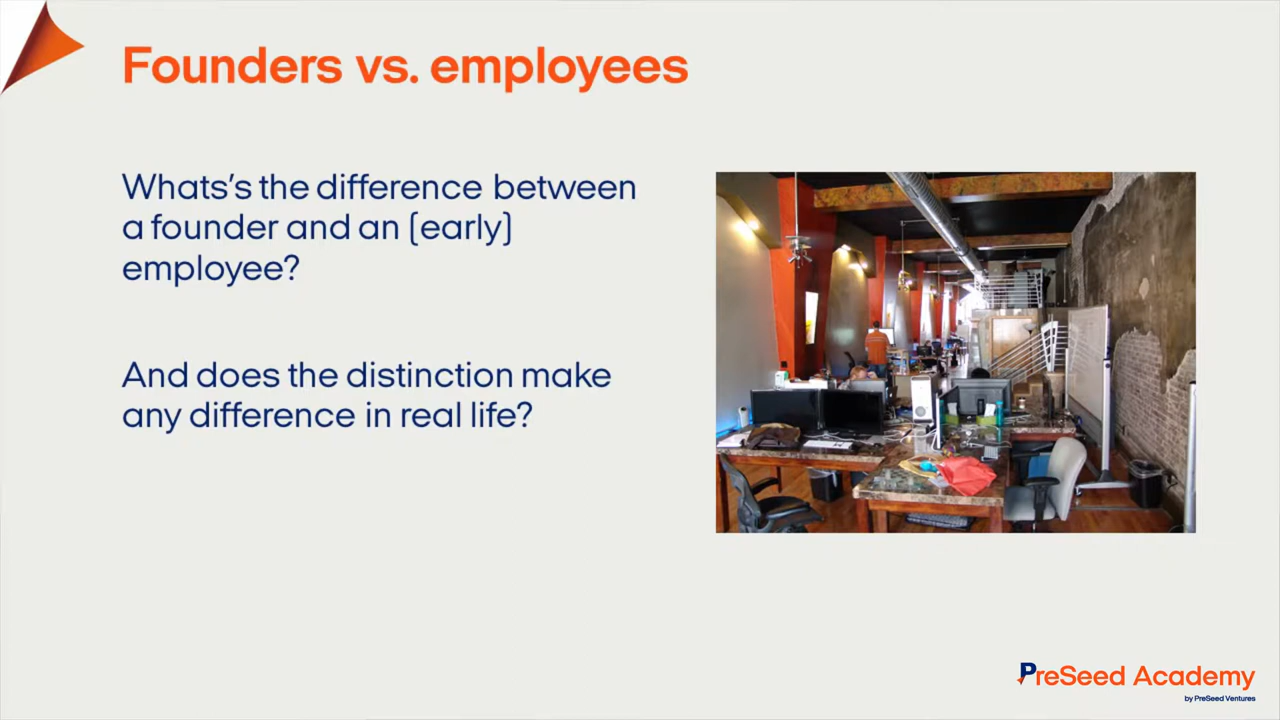 Founders vs. employees
Whats’s the difference between
a founder and an (early)
employee?
And does the distinction make
any difference in real life?
PreSeed Academy
by PreSeed Ventures